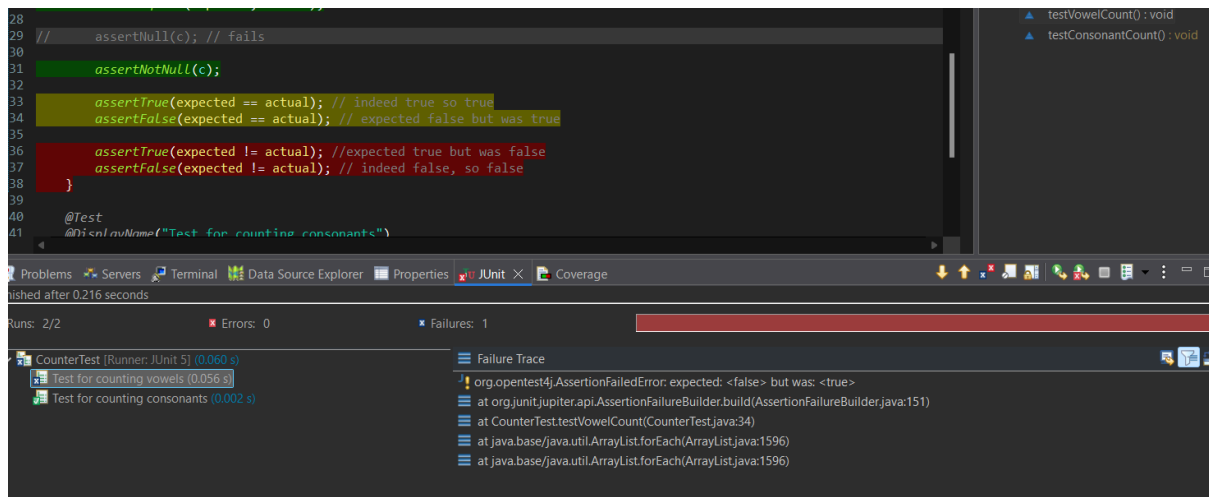 testVowelCount() : void
28
29 // assertNull(c); // fails
testConsonantCount() : void
30
31 assertNotNull(c);
32
33 assertTrue(expected == actual); // indeed true so true
34 assertFalse(expected == actual); // expected false but was true
35
36 assertTrue(expected != actual); //expected true but was false
37 assertFalse(expected != actual); // indeed false, so false
38 }
39
40 @Test
41 @DisplayName("Test for counting consonants")
Problems Servers Terminal Data Source Explorer Properties JUnit Coverage
nished after 0.216 seconds
Runs: 2/2 Errors: 0 Failures: 1
CounterTest [Runner: JUnit 5] (0.060 s)
Test for counting vowels (0.056 s)
Test for counting consonants (0.002 s)
Failure Trace
org.opentest4j.AssertionFailedError: expected: <false> but was: <true>
at org.junit.jupiter.api.AssertionFailureBuilder.build(AssertionFailureBuilder.java:151)
at CounterTest.testVowelCount(CounterTest.java:34)
at java.base/java.util.ArrayList.forEach(ArrayList.java:1596)
at java.base/java.util.ArrayList.forEach(ArrayList.java:1596)